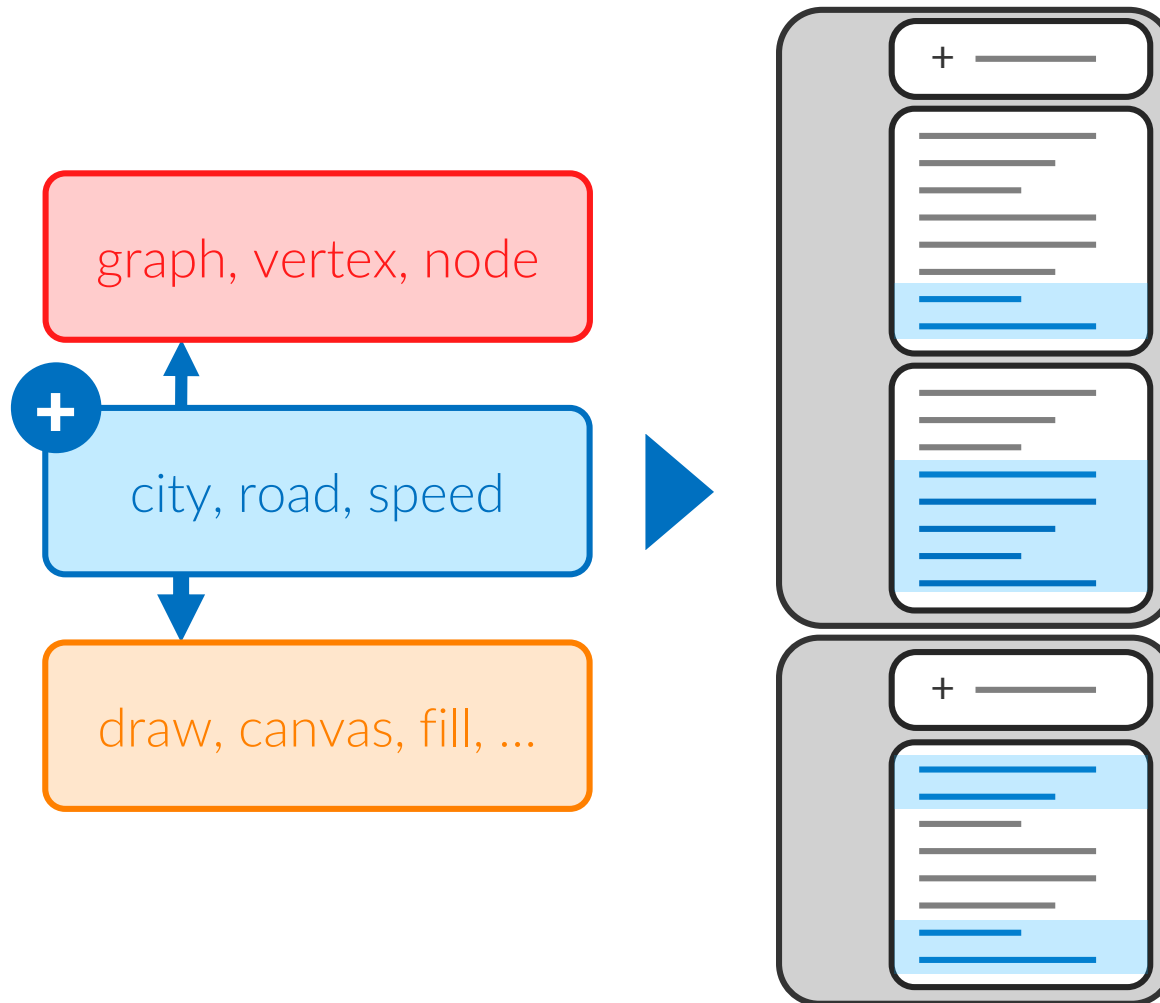 +
graph, vertex, node
+
city, road, speed
draw, canvas, fill, ...
+